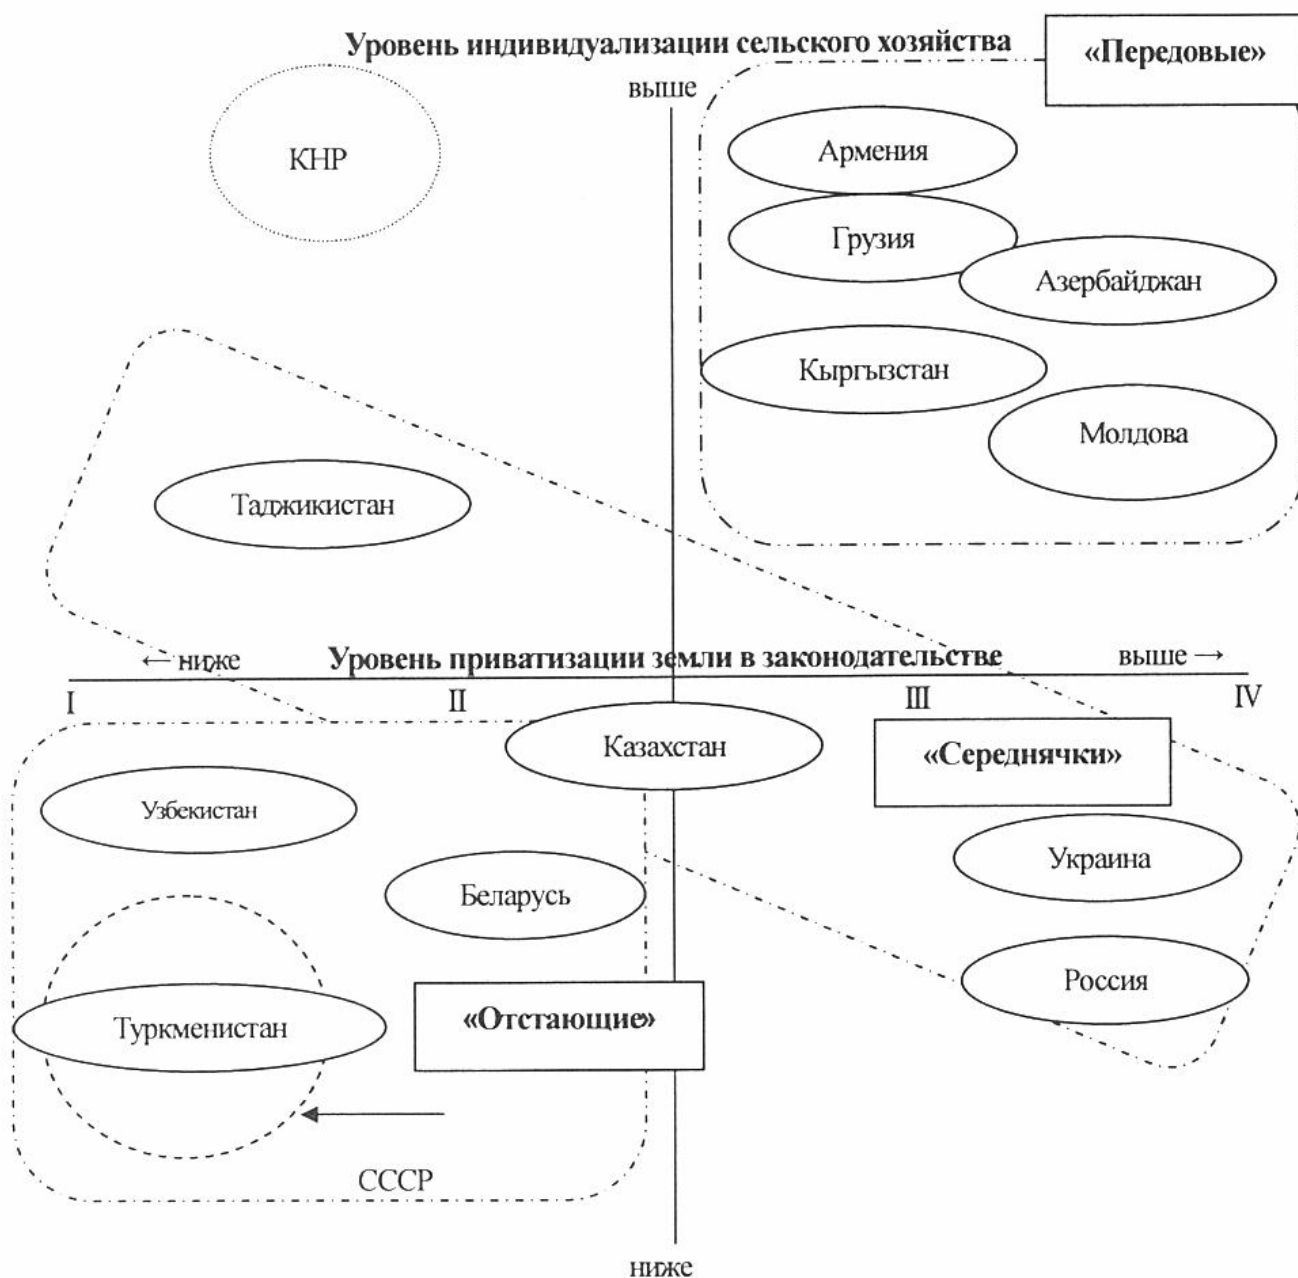 Уровень индивидуализации сельского хозяйства
«Передовые»
выше
КНР
Армения
Грузия
Азербайджан
Кыргызстан
Молдова
Таджикистан
← ниже
Уровень приватизации земли в законодательстве
выше →
I
II
III
IV
Казахстан
«Середнячки»
Узбекистан
Украина
Беларусь
Россия
Туркменистан
«Отстающие»
СССР
ниже